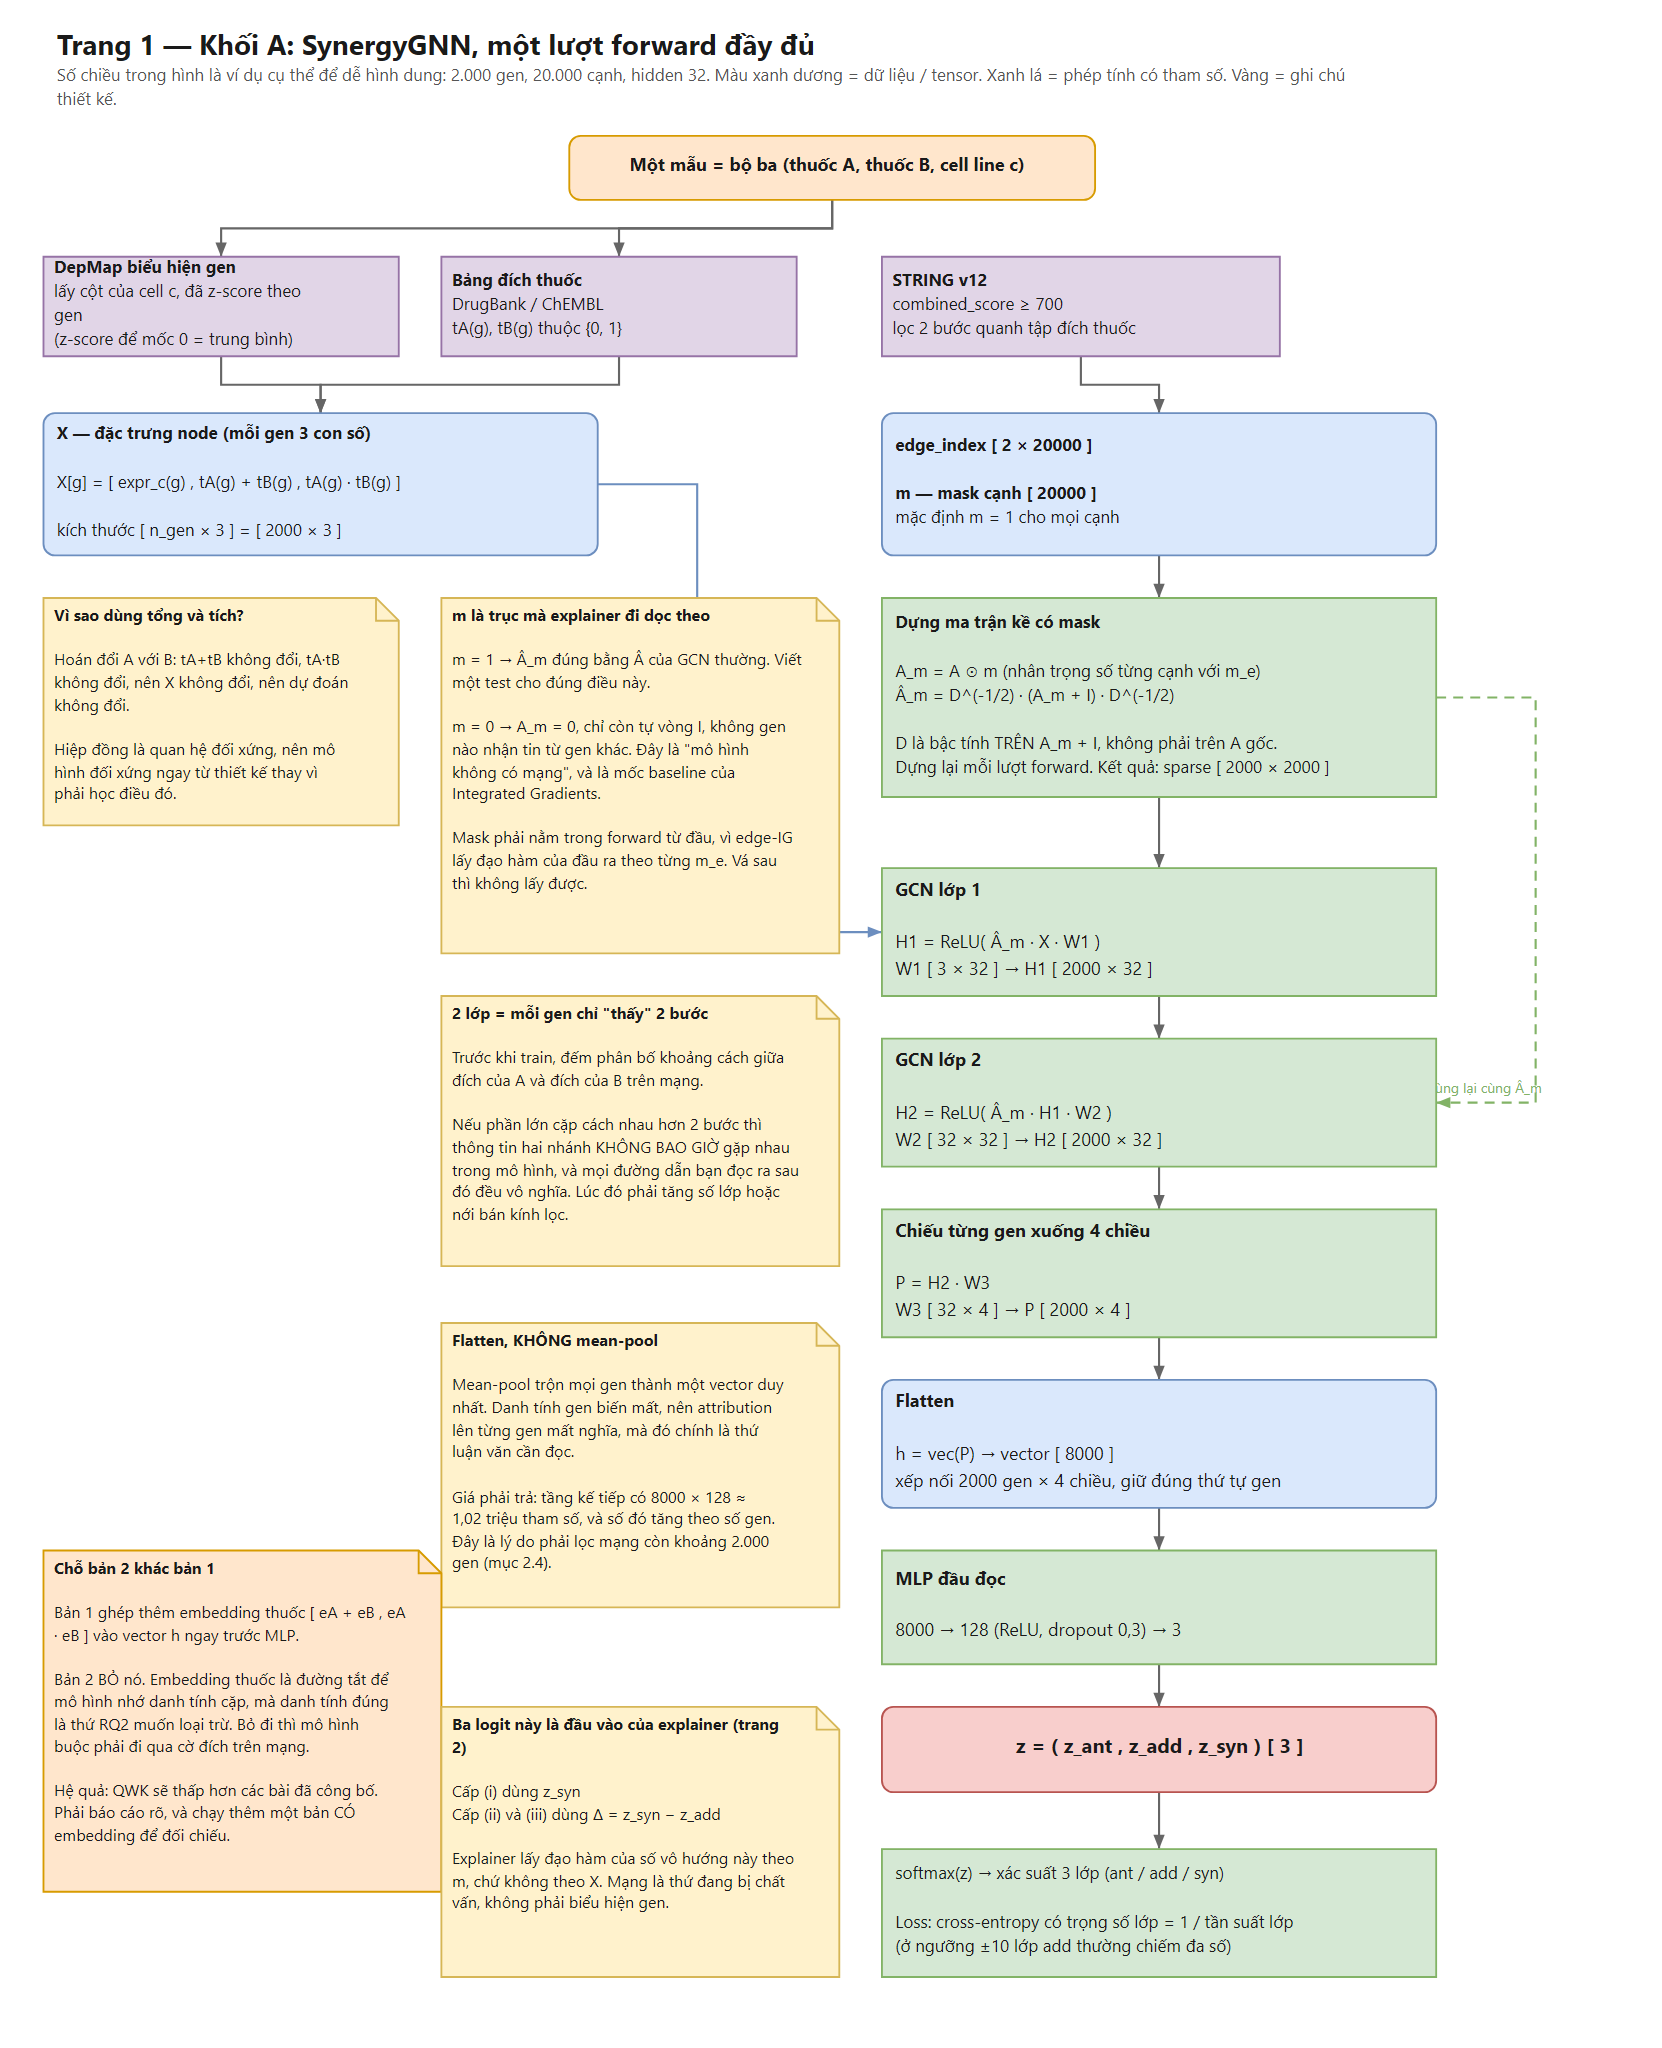 Trang 1 — Khối A: SynergyGNN, một lượt forward đầy đủ
Số chiều trong hình là ví dụ cụ thể để dễ hình dung: 2.000 gen, 20.000 cạnh, hidden 32. Màu xanh dương = dữ liệu / tensor. Xanh lá = phép tính có tham số. Vàng = ghi chú
thiết kế.
Một mẫu = bộ ba (thuốc A, thuốc B, cell line c)
DepMap biểu hiện gen
lấy cột của cell c, đã z-score theo
gen
(z-score để mốc 0 = trung bình)
Bảng đích thuốc
DrugBank / ChEMBL
tA(g), tB(g) thuộc {0, 1}
STRING v12
combined_score ≥ 700
lọc 2 bước quanh tập đích thuốc
X — đặc trưng node (mỗi gen 3 con số)
X[g] = [ expr_c(g) , tA(g) + tB(g) , tA(g) · tB(g) ]
kích thước [ n_gen × 3 ] = [ 2000 × 3 ]
edge_index [ 2 × 20000 ]
m — mask cạnh [ 20000 ]
mặc định m = 1 cho mọi cạnh
Vì sao dùng tổng và tích?
Hoán đổi A với B: tA+tB không đổi, tA·tB
không đổi, nên X không đổi, nên dự đoán
không đổi.
Hiệp đồng là quan hệ đối xứng, nên mô
hình đối xứng ngay từ thiết kế thay vì
phải học điều đó.
m là trục mà explainer đi dọc theo
m = 1 → Â_m đúng bằng Â của GCN thường. Viết
một test cho đúng điều này.
m = 0 → A_m = 0, chỉ còn tự vòng I, không gen
nào nhận tin từ gen khác. Đây là "mô hình
không có mạng", và là mốc baseline của
Integrated Gradients.
Mask phải nằm trong forward từ đầu, vì edge-IG
lấy đạo hàm của đầu ra theo từng m_e. Vá sau
thì không lấy được.
Dựng ma trận kề có mask
A_m = A ⊙ m (nhân trọng số từng cạnh với m_e)
Â_m = D^(-1/2) · (A_m + I) · D^(-1/2)
D là bậc tính TRÊN A_m + I, không phải trên A gốc.
Dựng lại mỗi lượt forward. Kết quả: sparse [ 2000 × 2000 ]
GCN lớp 1
H1 = ReLU( Â_m · X · W1 )
W1 [ 3 × 32 ] → H1 [ 2000 × 32 ]
2 lớp = mỗi gen chỉ "thấy" 2 bước
Trước khi train, đếm phân bố khoảng cách giữa
đích của A và đích của B trên mạng.
Nếu phần lớn cặp cách nhau hơn 2 bước thì
thông tin hai nhánh KHÔNG BAO GIỜ gặp nhau
trong mô hình, và mọi đường dẫn bạn đọc ra sau
đó đều vô nghĩa. Lúc đó phải tăng số lớp hoặc
nới bán kính lọc.
GCN lớp 2
H2 = ReLU( Â_m · H1 · W2 )
W2 [ 32 × 32 ] → H2 [ 2000 × 32 ]
lại cùng Â_m
Chiếu từng gen xuống 4 chiều
P = H2 · W3
W3 [ 32 × 4 ] → P [ 2000 × 4 ]
Flatten, KHÔNG mean-pool
Mean-pool trộn mọi gen thành một vector duy
nhất. Danh tính gen biến mất, nên attribution
lên từng gen mất nghĩa, mà đó chính là thứ
luận văn cần đọc.
Giá phải trả: tầng kế tiếp có 8000 × 128 ≈
1,02 triệu tham số, và số đó tăng theo số gen.
Đây là lý do phải lọc mạng còn khoảng 2.000
gen (mục 2.4).
Flatten
h = vec(P) → vector [ 8000 ]
xếp nối 2000 gen × 4 chiều, giữ đúng thứ tự gen
Chỗ bản 2 khác bản 1
Bản 1 ghép thêm embedding thuốc [ eA + eB , eA
· eB ] vào vector h ngay trước MLP.
Bản 2 BỎ nó. Embedding thuốc là đường tắt để
mô hình nhớ danh tính cặp, mà danh tính đúng
là thứ RQ2 muốn loại trừ. Bỏ đi thì mô hình
buộc phải đi qua cờ đích trên mạng.
Hệ quả: QWK sẽ thấp hơn các bài đã công bố.
Phải báo cáo rõ, và chạy thêm một bản CÓ
embedding để đối chiếu.
MLP đầu đọc
8000 → 128 (ReLU, dropout 0,3) → 3
Ba logit này là đầu vào của explainer (trang
2)
Cấp (i) dùng z_syn
Cấp (ii) và (iii) dùng Δ = z_syn − z_add
Explainer lấy đạo hàm của số vô hướng này theo
m, chứ không theo X. Mạng là thứ đang bị chất
vấn, không phải biểu hiện gen.
z = ( z_ant , z_add , z_syn ) [ 3 ]
softmax(z) → xác suất 3 lớp (ant / add / syn)
Loss: cross-entropy có trọng số lớp = 1 / tần suất lớp
(ở ngưỡng ±10 lớp add thường chiếm đa số)